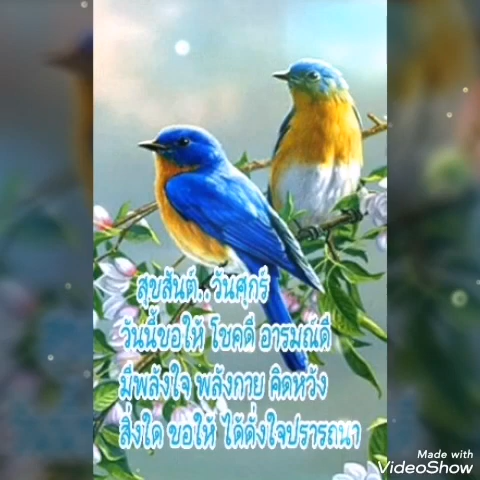 สุขสันต์..วันศุกร์
วันนี้ขอให้ โชคดี อารมณ์ดี
มีพลังใจ พลังกาย คิดหวัง
สิ่งใด ขอให้ ได้ดั่งใจปรารถนา
Made with
VideoShow